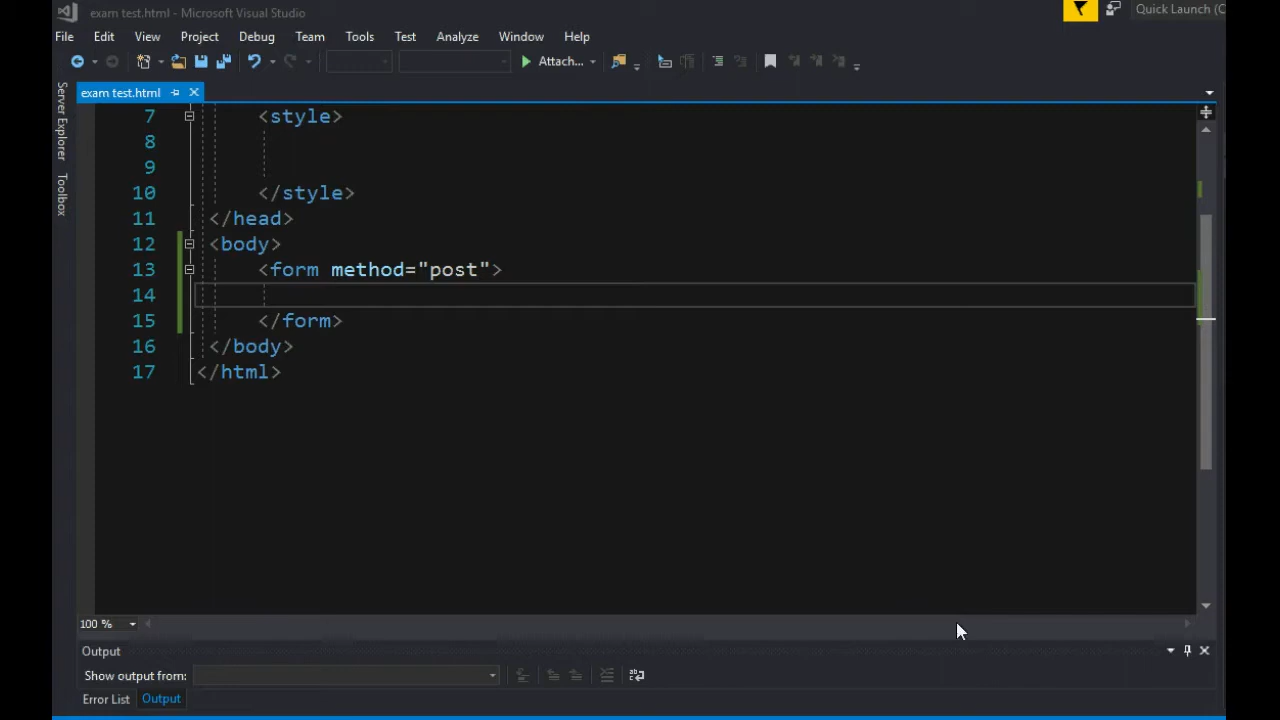 exam test.html - Microsoft Visual Studio
Quick Launch (C
File Edit View Project Debug Team Tools Test Analyze Window Help
Attach...
Server Explorer
Toolbox
exam test.html
7 <style>
8
9
10 </style>
11 </head>
12 <body>
13 <form method="post">
14
15 </form>
16 </body>
17 </html>
100 %
Output
Show output from:
Error List Output